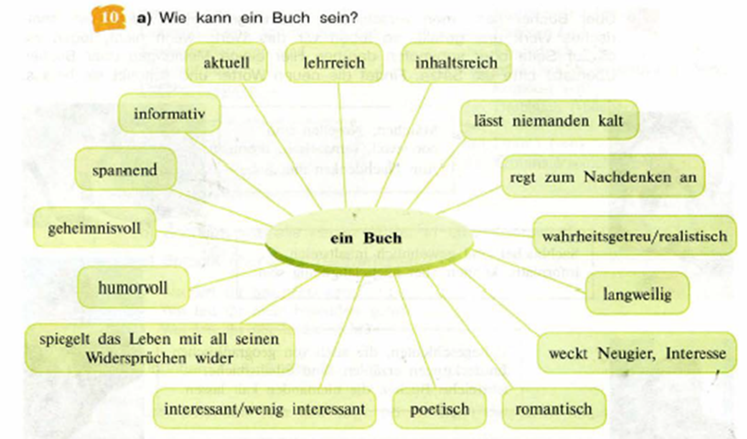 10 a) Wie kann ein Buch sein?
aktuell
lehrreich
inhaltsreich
informativ
lässt niemanden kalt
spannend
regt zum Nachdenken an
geheimnisvoll
ein Buch
wahrheitsgetreu/realistisch
humorvoll
langweilig
spiegelt das Leben mit all seinen
Widersprüchen wider
weckt Neugier, Interesse
interessant/wenig interessant
poetisch
romantisch